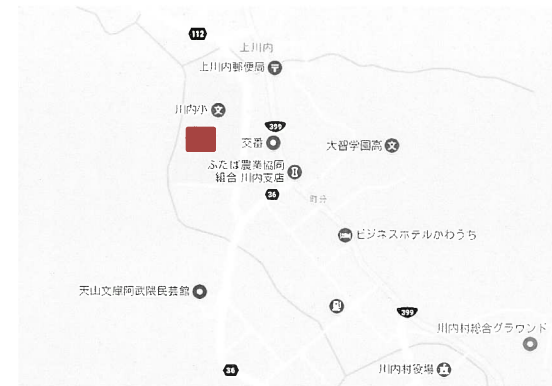 112
上川内
上川内郵便局
川内小
399
交番
大智学園高
ふたば農業協同
組合 川内支店
36
町分
ビジネスホテルかわうち
天山文庫阿武隈民芸館
399
川内村総合グラウンド
36
川内村役場